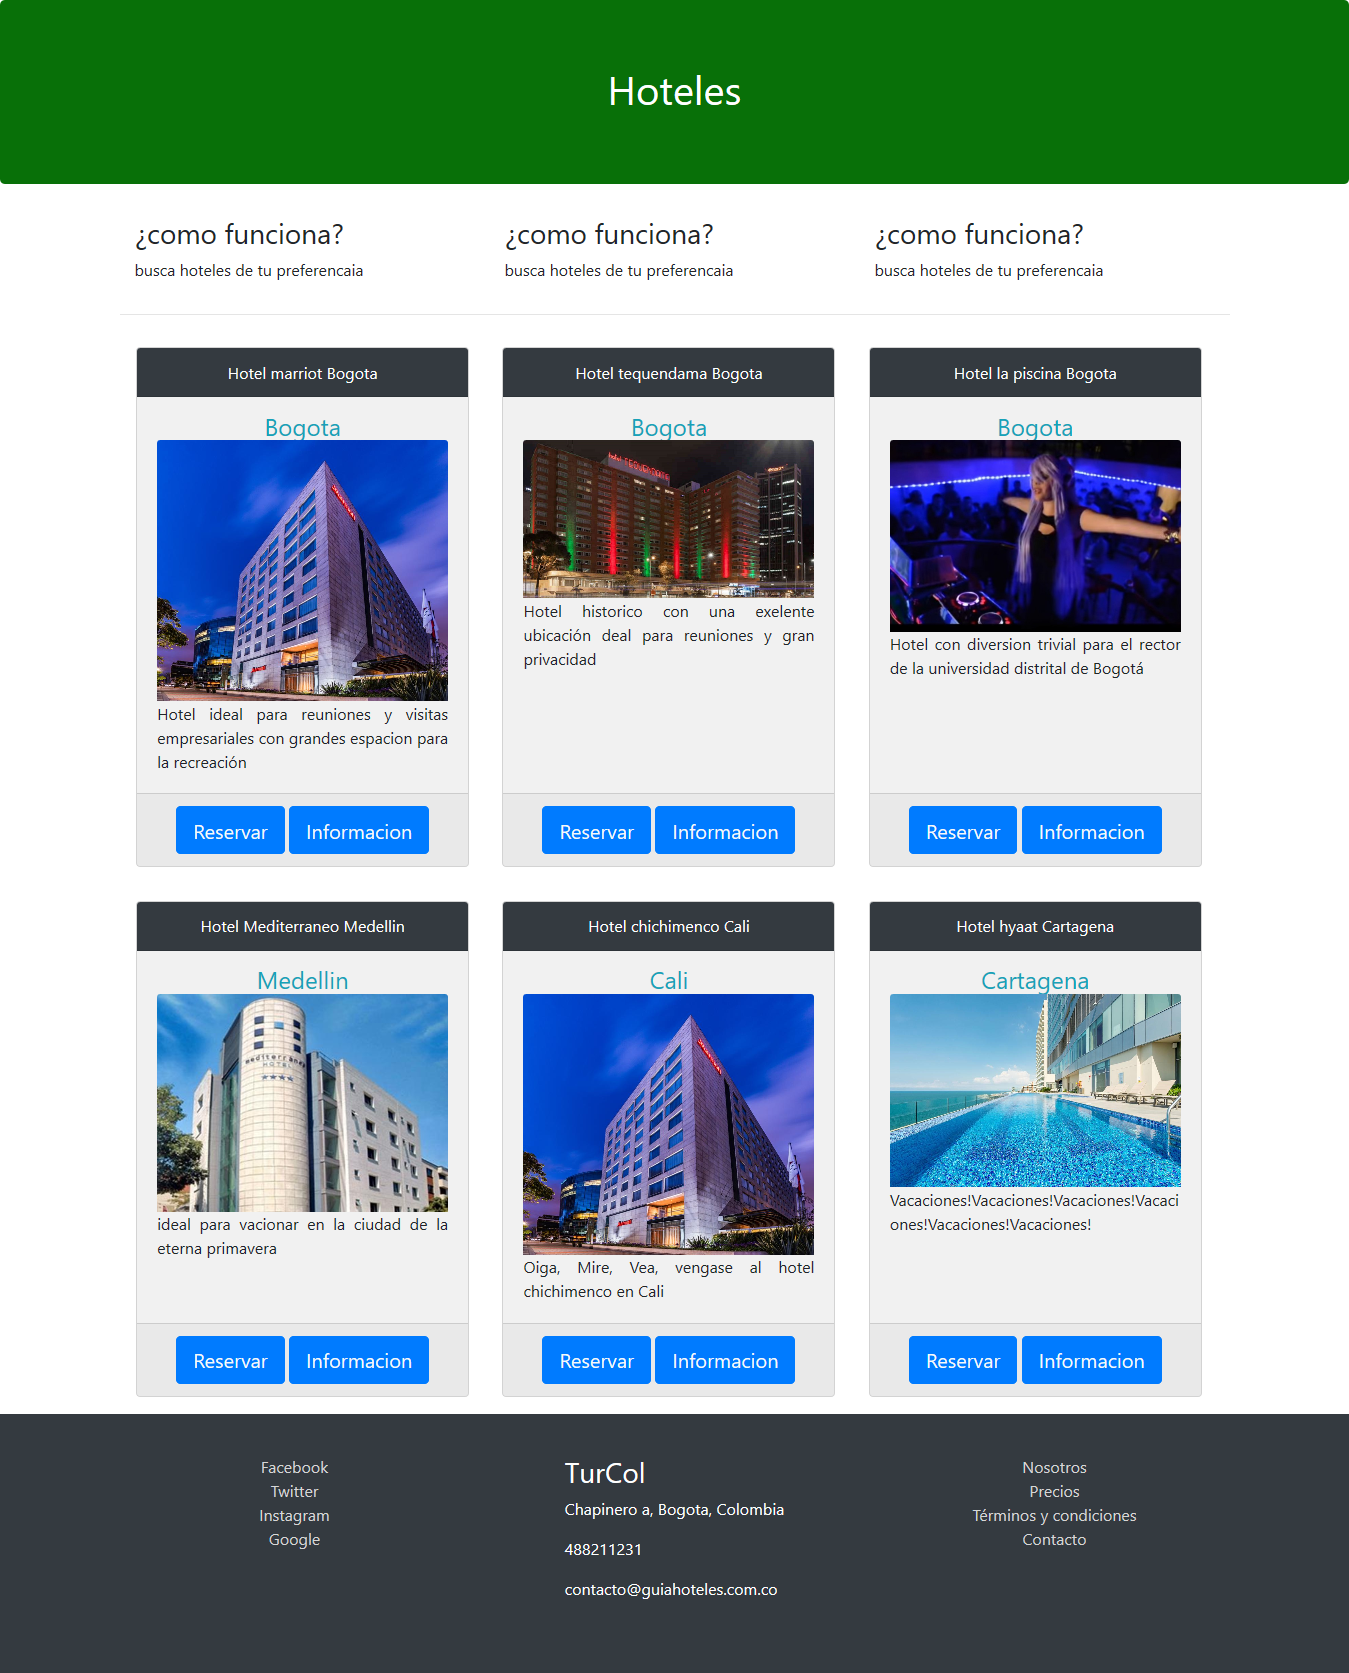 Hoteles
¿como funciona?
busca hoteles de tu preferencaia
¿como funciona?
busca hoteles de tu preferencaia
¿como funciona?
busca hoteles de tu preferencaia
Hotel marriot Bogota
Bogota
Hotel ideal para reuniones y visitas
empresariales con grandes espacion para
la recreación
Reservar
Informacion
Hotel tequendama Bogota
Bogota
Hotel historico con una exelente
ubicación deal para reuniones y gran
privacidad
Reservar
Informacion
Hotel la piscina Bogota
Bogota
Hotel con diversion trivial para el rector
de la universidad distrital de Bogotá
Reservar
Informacion
Hotel Mediterraneo Medellin
Medellin
mediterraneo
HOTEL
ideal para vacionar en la ciudad de la
eterna primavera
Reservar
Informacion
Hotel chichimenco Cali
Cali
Oiga, Mire, Vea, vengase al hotel
chichimenco en Cali
Reservar
Informacion
Hotel hyaat Cartagena
Cartagena
Vacaciones!Vacaciones!Vacaciones!Vacaci
ones!Vacaciones!Vacaciones!
Reservar
Informacion
Facebook
Twitter
Instagram
Google
TurCol
Chapinero a, Bogota, Colombia
488211231
contacto@guiahoteles.com.co
Nosotros
Precios
Términos y condiciones
Contacto